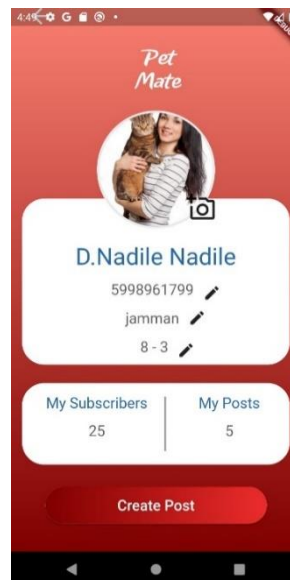 4:49
Pet
Mate
D.Nadile Nadile
5998961799
jamman
8 - 3
My Subscribers
My Posts
25
5
Create Post